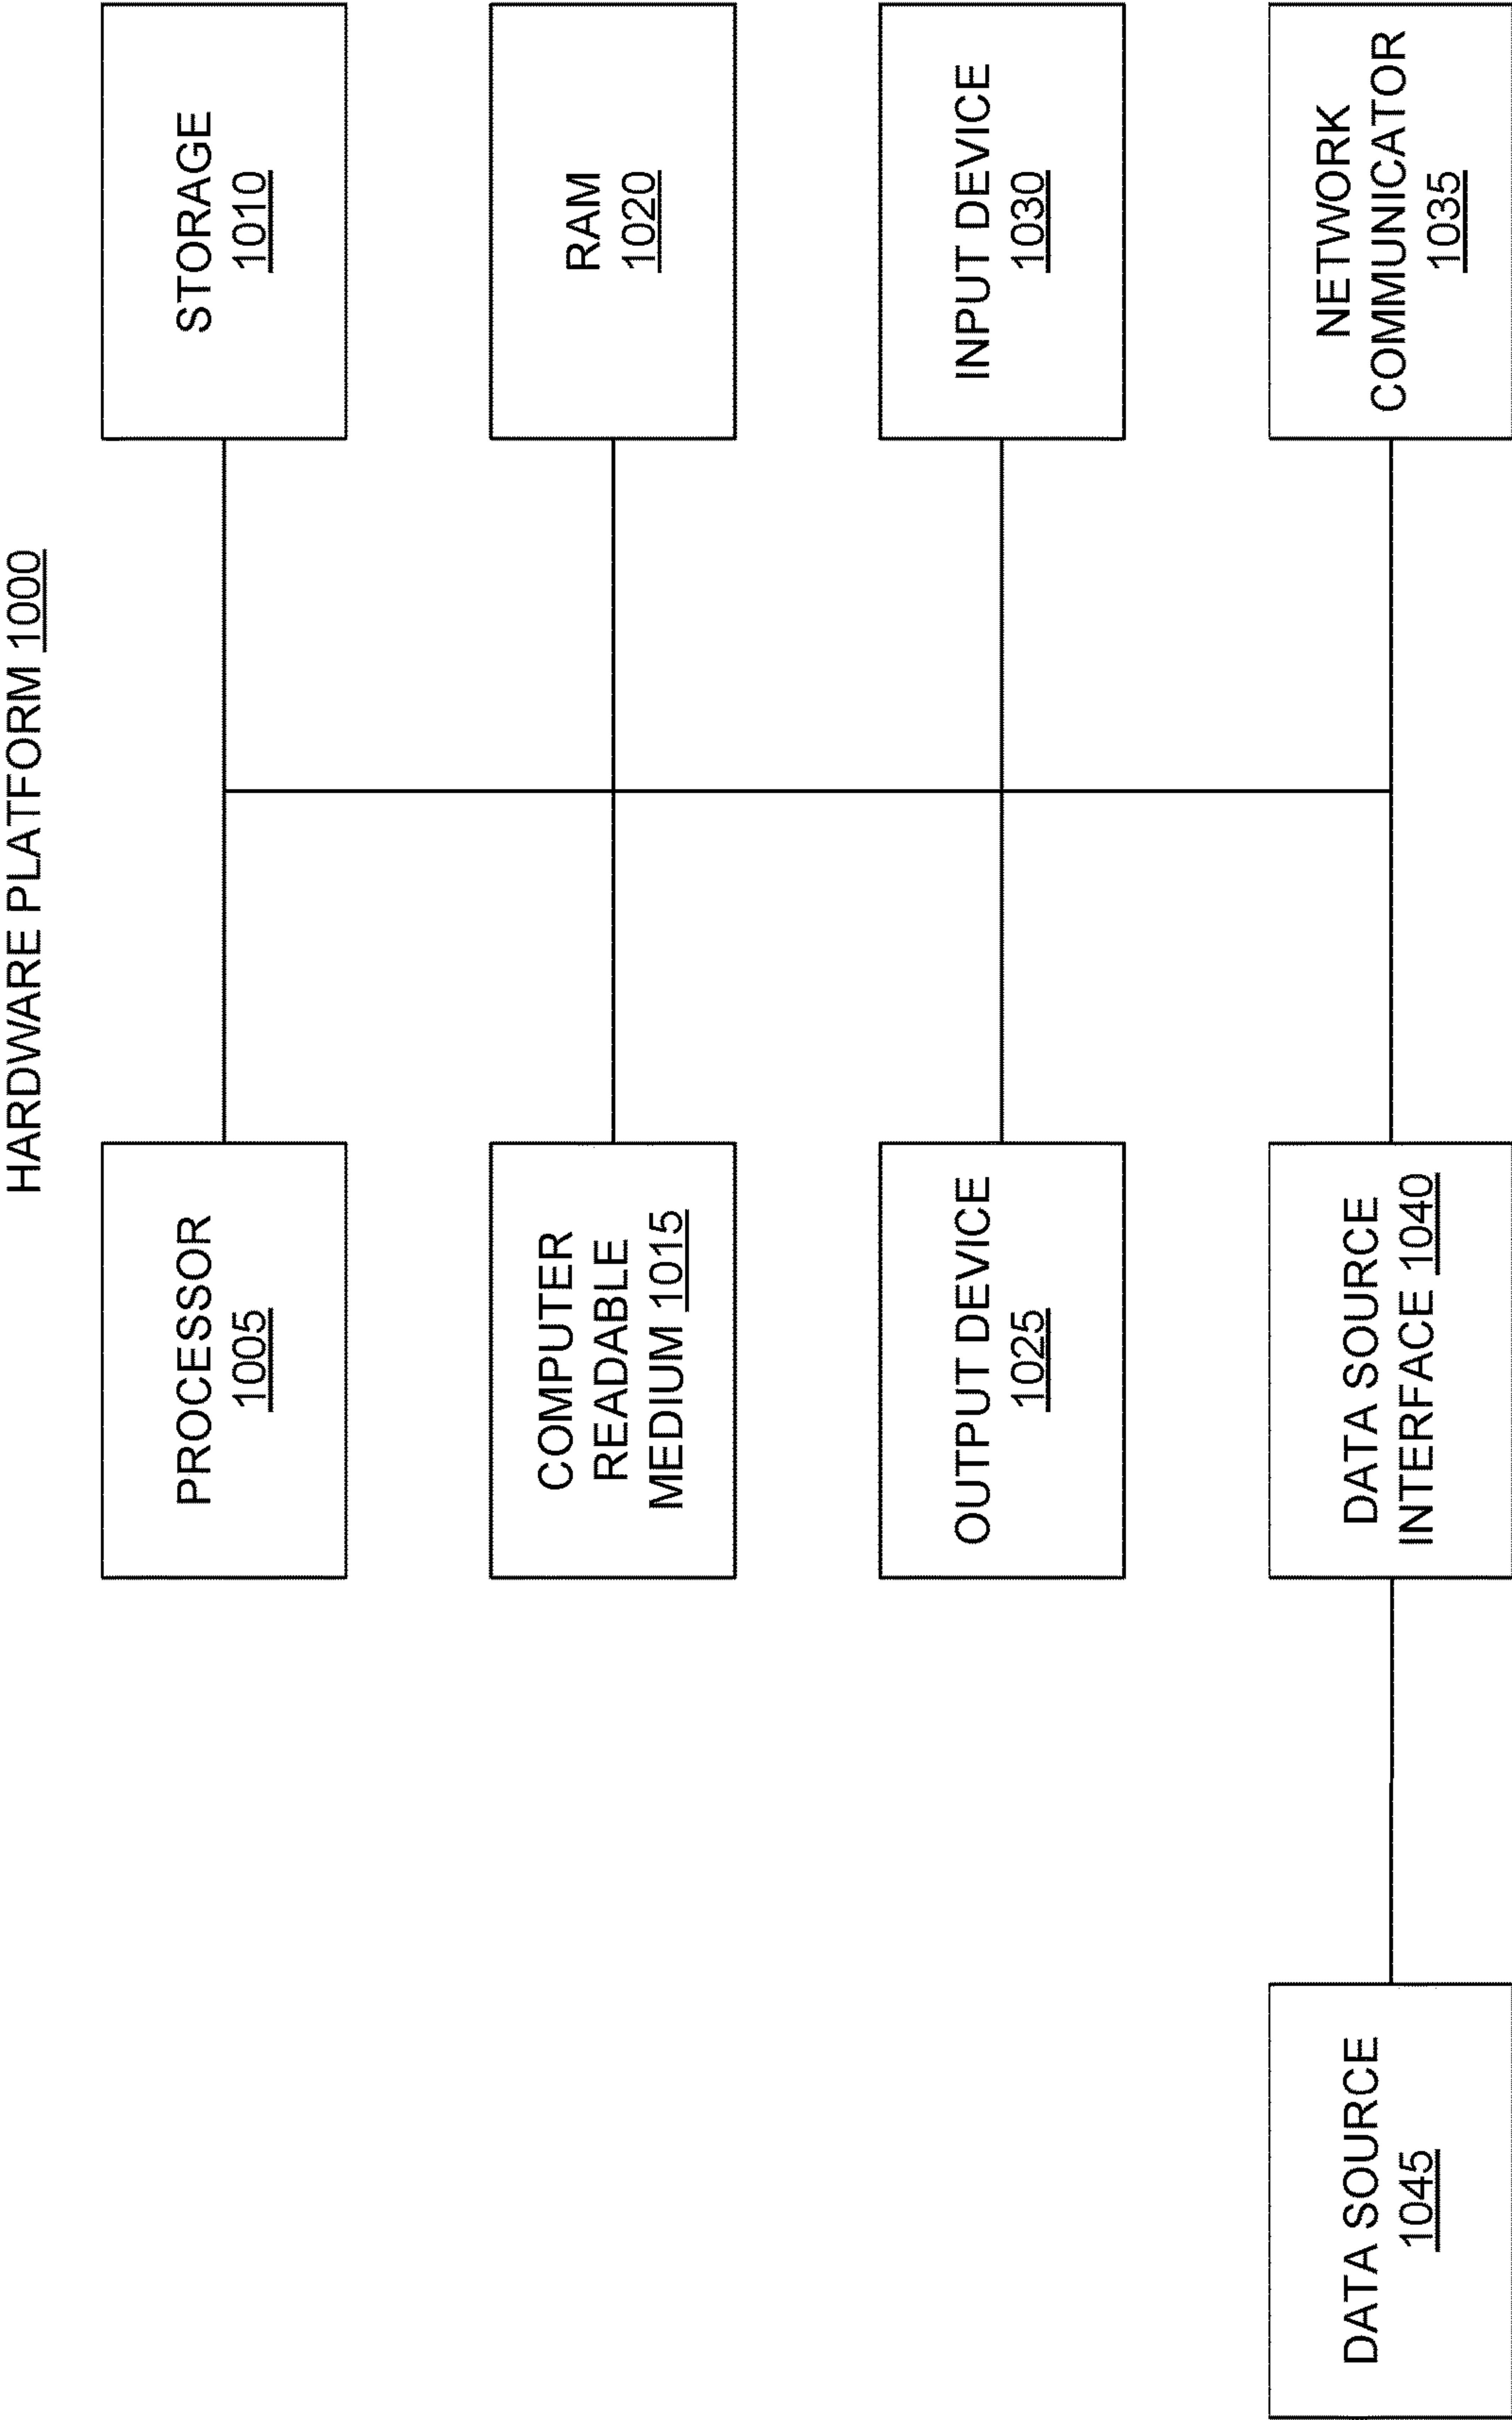 HARDWARE PLATFORM 1000
PROCESSOR
1005
STORAGE
1010
COMPUTER
READABLE
MEDIUM 1015
RAM
1020
OUTPUT DEVICE
1025
INPUT DEVICE
1030
DATA SOURCE
1045
DATA SOURCE
INTERFACE 1040
NETWORK
COMMUNICATOR
1035